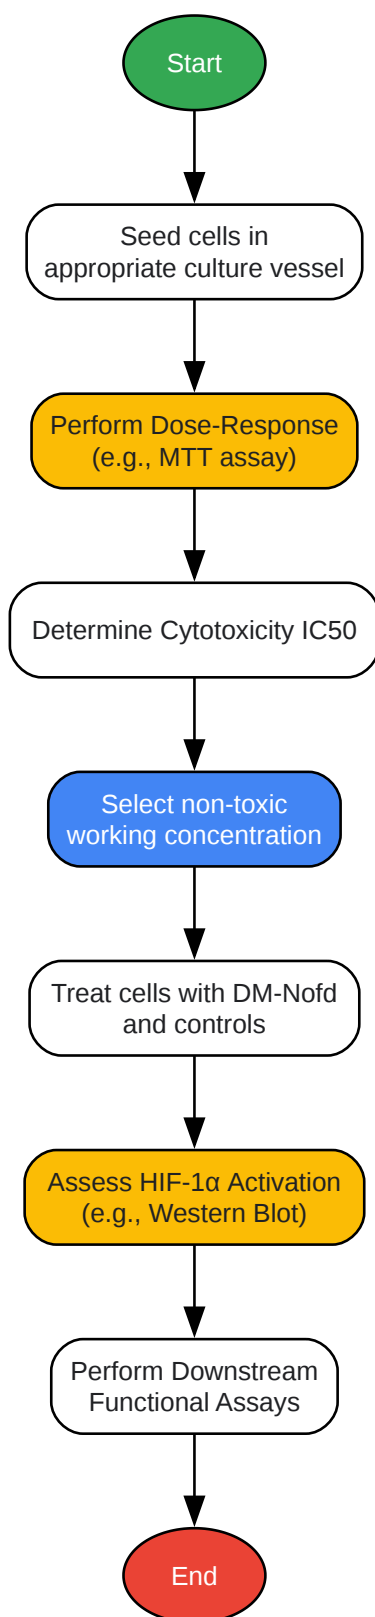 Start
Seed cells in
appropriate culture vessel
Perform Dose-Response
(e.g., MTT assay)
Determine Cytotoxicity IC50
Select non-toxic
working concentration
Treat cells with DM-Nofd
and controls
Assess HIF-1α Activation
(e.g., Western Blot)
Perform Downstream
Functional Assays
End